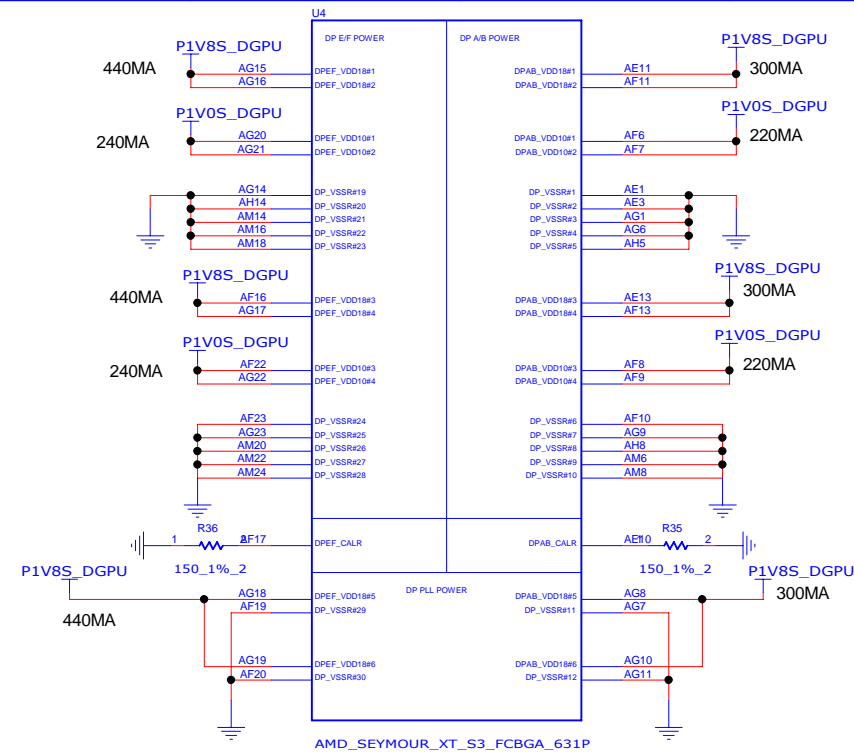 U4
DP E/F POWER DP A/B POWER
P1V8S_DGPU P1V8S_DGPU
440MA AG15 DPEF_VDD18#1 DPAB_VDD18#1 AE11 300MA
AG16 DPEF_VDD18#2 DPAB_VDD18#2 AF11
P1V0S_DGPU P1V0S_DGPU
240MA AG20 DPEF_VDD10#1 DPAB_VDD10#1 AF6 220MA
AG21 DPEF_VDD10#2 DPAB_VDD10#2 AF7
AG14 DP_VSSR#19 DP_VSSR#1 AE1
AH14 DP_VSSR#20 DP_VSSR#2 AE3
AM14 DP_VSSR#21 DP_VSSR#3 AG1
AM16 DP_VSSR#22 DP_VSSR#4 AG6
AM18 DP_VSSR#23 DP_VSSR#5 AH5
P1V8S_DGPU P1V8S_DGPU
440MA AF16 DPEF_VDD18#3 DPAB_VDD18#3 AE13 300MA
AG17 DPEF_VDD18#4 DPAB_VDD18#4 AF13
P1V0S_DGPU P1V0S_DGPU
240MA AF22 DPEF_VDD10#3 DPAB_VDD10#3 AF8 220MA
AG22 DPEF_VDD10#4 DPAB_VDD10#4 AF9
AF23 DP_VSSR#24 DP_VSSR#6 AF10
AG23 DP_VSSR#25 DP_VSSR#7 AG9
AM20 DP_VSSR#26 DP_VSSR#8 AH8
AM22 DP_VSSR#27 DP_VSSR#9 AM6
AM24 DP_VSSR#28 DP_VSSR#10 AM8
R36 R35
1 2 AF17 DPEF_CALR DPAB_CALR AE10 1 2
150_1%_2 150_1%_2
P1V8S_DGPU DP PLL POWER P1V8S_DGPU
440MA AG18 DPEF_VDD18#5 DPAB_VDD18#5 AG8 300MA
AF19 DP_VSSR#29 DP_VSSR#11 AG7
AG19 DPEF_VDD18#6 DPAB_VDD18#6 AG10
AF20 DP_VSSR#30 DP_VSSR#12 AG11
AMD_SEYMOUR_XT_S3_FCBGA_631P